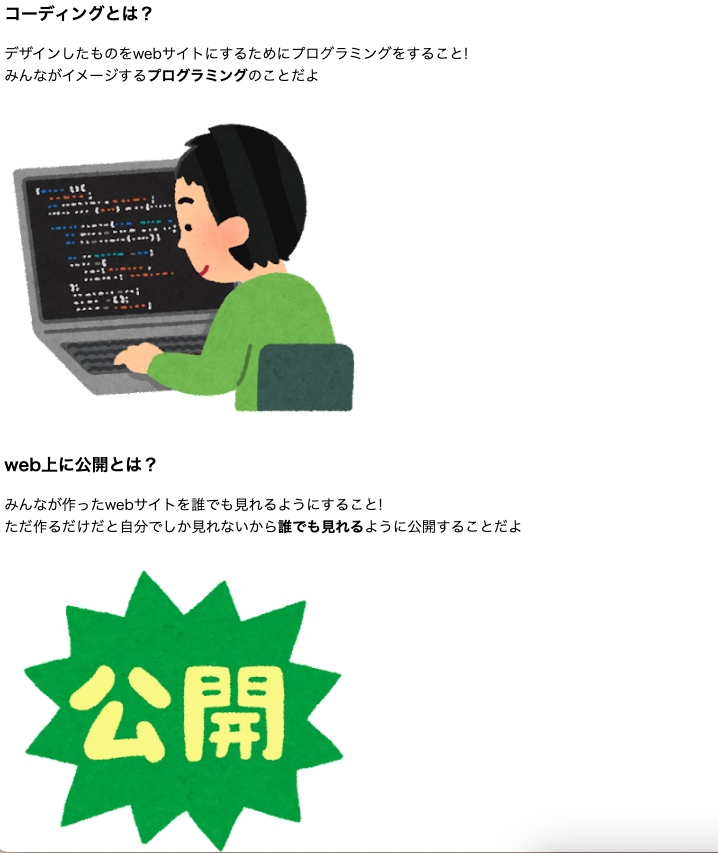 コーディングとは？
デザインしたものをwebサイトにするためにプログラミングをすること!
みんながイメージするプログラミングのことだよ
web上に公開とは？
みんなが作ったwebサイトを誰でも見れるようにすること!
ただ作るだけだと自分でしか見れないから誰でも見れるように公開することだよ
公開